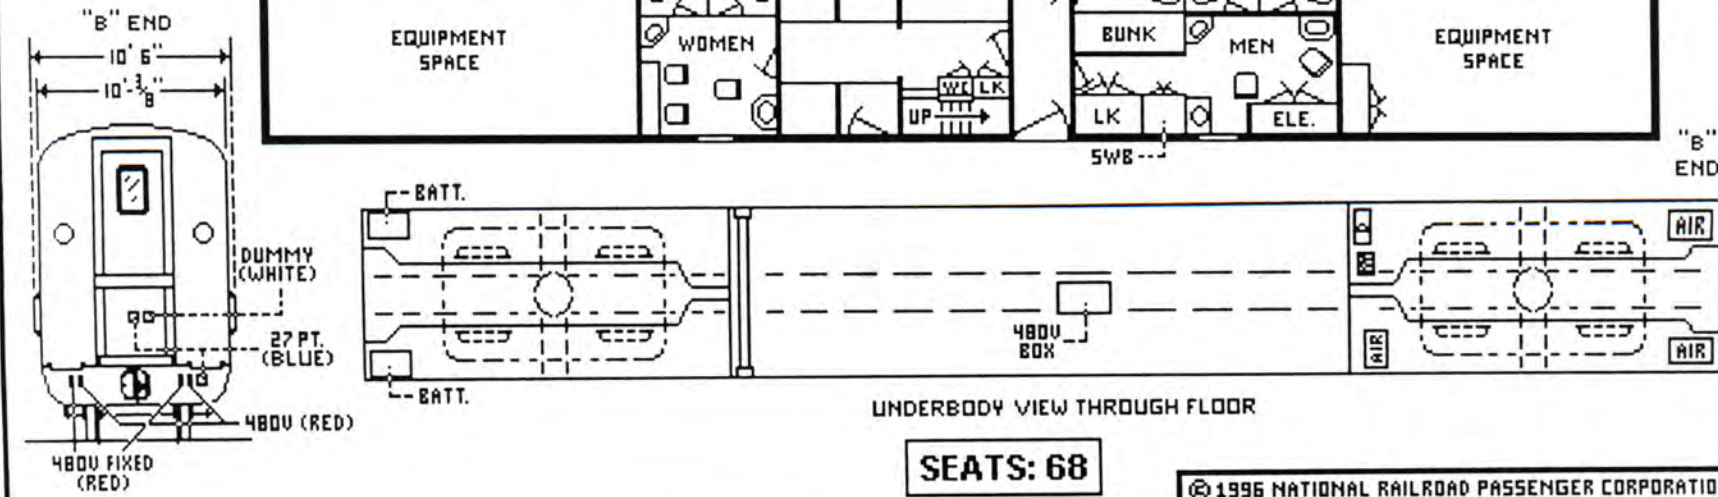 "B" END
10' 6"
10'-3/8"
EQUIPMENT
SPACE
WOMEN
WC LK
UP
BUNK
MEN
LK
ELE.
SWB
EQUIPMENT
SPACE
"B"
END
DUMMY
(WHITE)
27 PT.
(BLUE)
480V (RED)
480V FIXED
(RED)
BATT.
BATT.
480V
BOX
AIR
AIR
AIR
UNDERBODY VIEW THROUGH FLOOR
SEATS: 68
© 1996 NATIONAL RAILROAD PASSENGER CORPORATIO